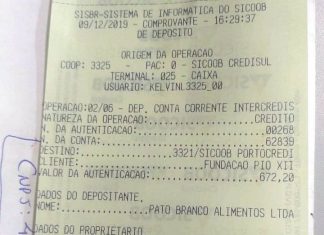 SISBR-SISTEMA DE INFORMATICA DO SICOOB
09/12/2019 - COMPROVANTE - 16:29:37
DE DEPOSITO
ORIGEM DA OPERACAO
COOP: 3325 - PAC: 0 - SICOOB CREDISUL
TERMINAL: 025 - CAIXA
USUARIO: KELVINL3325_00
OPERACAO:02/06 - DEP. CONTA CORRENTE INTERCREDIS
NATUREZA DA OPERACAO:..................CREDITO
N. DA AUTENTICACAO:....................00268
N. DA CONTA:...........................62839
DESTINO:..............3321/SICOOB PORTOCREDI
CLIENTE:....................FUNDACAO PIO XII
VALOR DA AUTENTICACAO:................672,20
DADOS DO DEPOSITANTE
NOME:............PATO BRANCO ALIMENTOS LTDA
DADOS DO PROPRIETARIO
CNPJ: